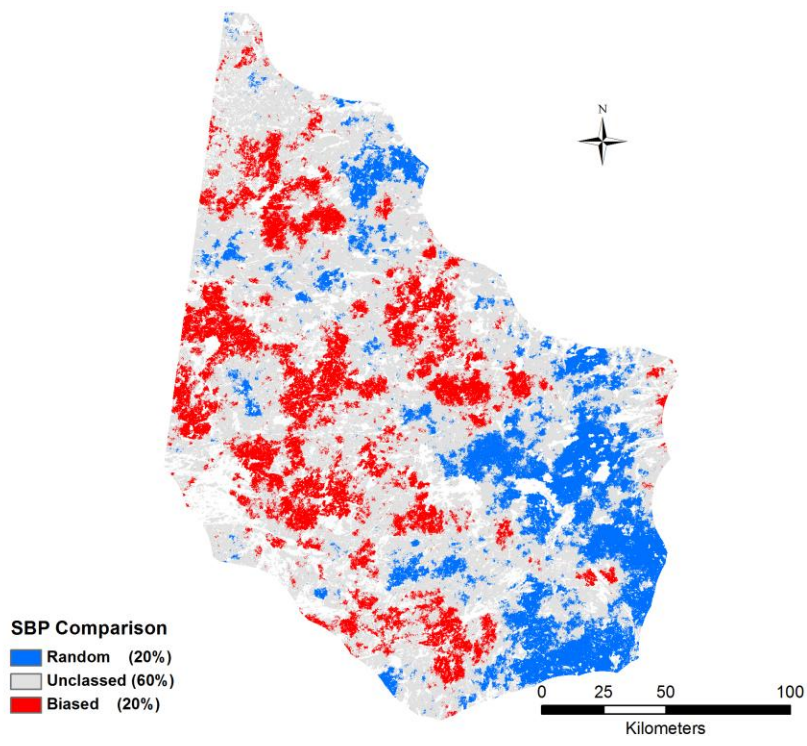 N
SBP Comparison
Random (20%)
Unclassed (60%)
Biased (20%)
0 25 50 100
Kilometers